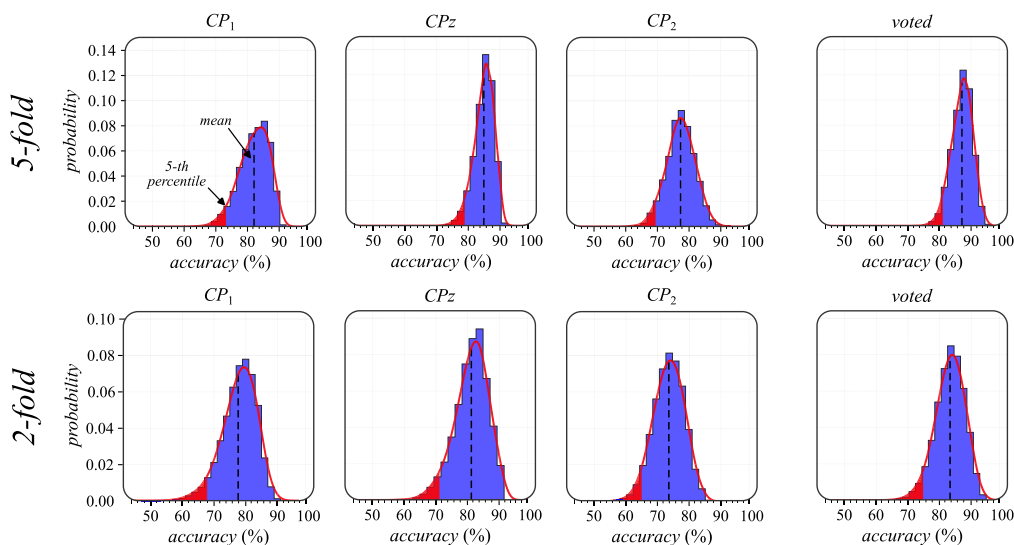 CP₁ CPz CP₂ voted
5-fold
probability
0.14
0.12
0.10
0.08
0.06
0.04
0.02
0.00
mean
5-th
percentile
50 60 70 80 90 100 50 60 70 80 90 100 50 60 70 80 90 100 50 60 70 80 90 100
accuracy (%) accuracy (%) accuracy (%) accuracy (%)
CP₁ CPz CP₂ voted
2-fold
probability
0.10
0.08
0.06
0.04
0.02
0.00
50 60 70 80 90 100 50 60 70 80 90 100 50 60 70 80 90 100 50 60 70 80 90 100
accuracy (%) accuracy (%) accuracy (%) accuracy (%)